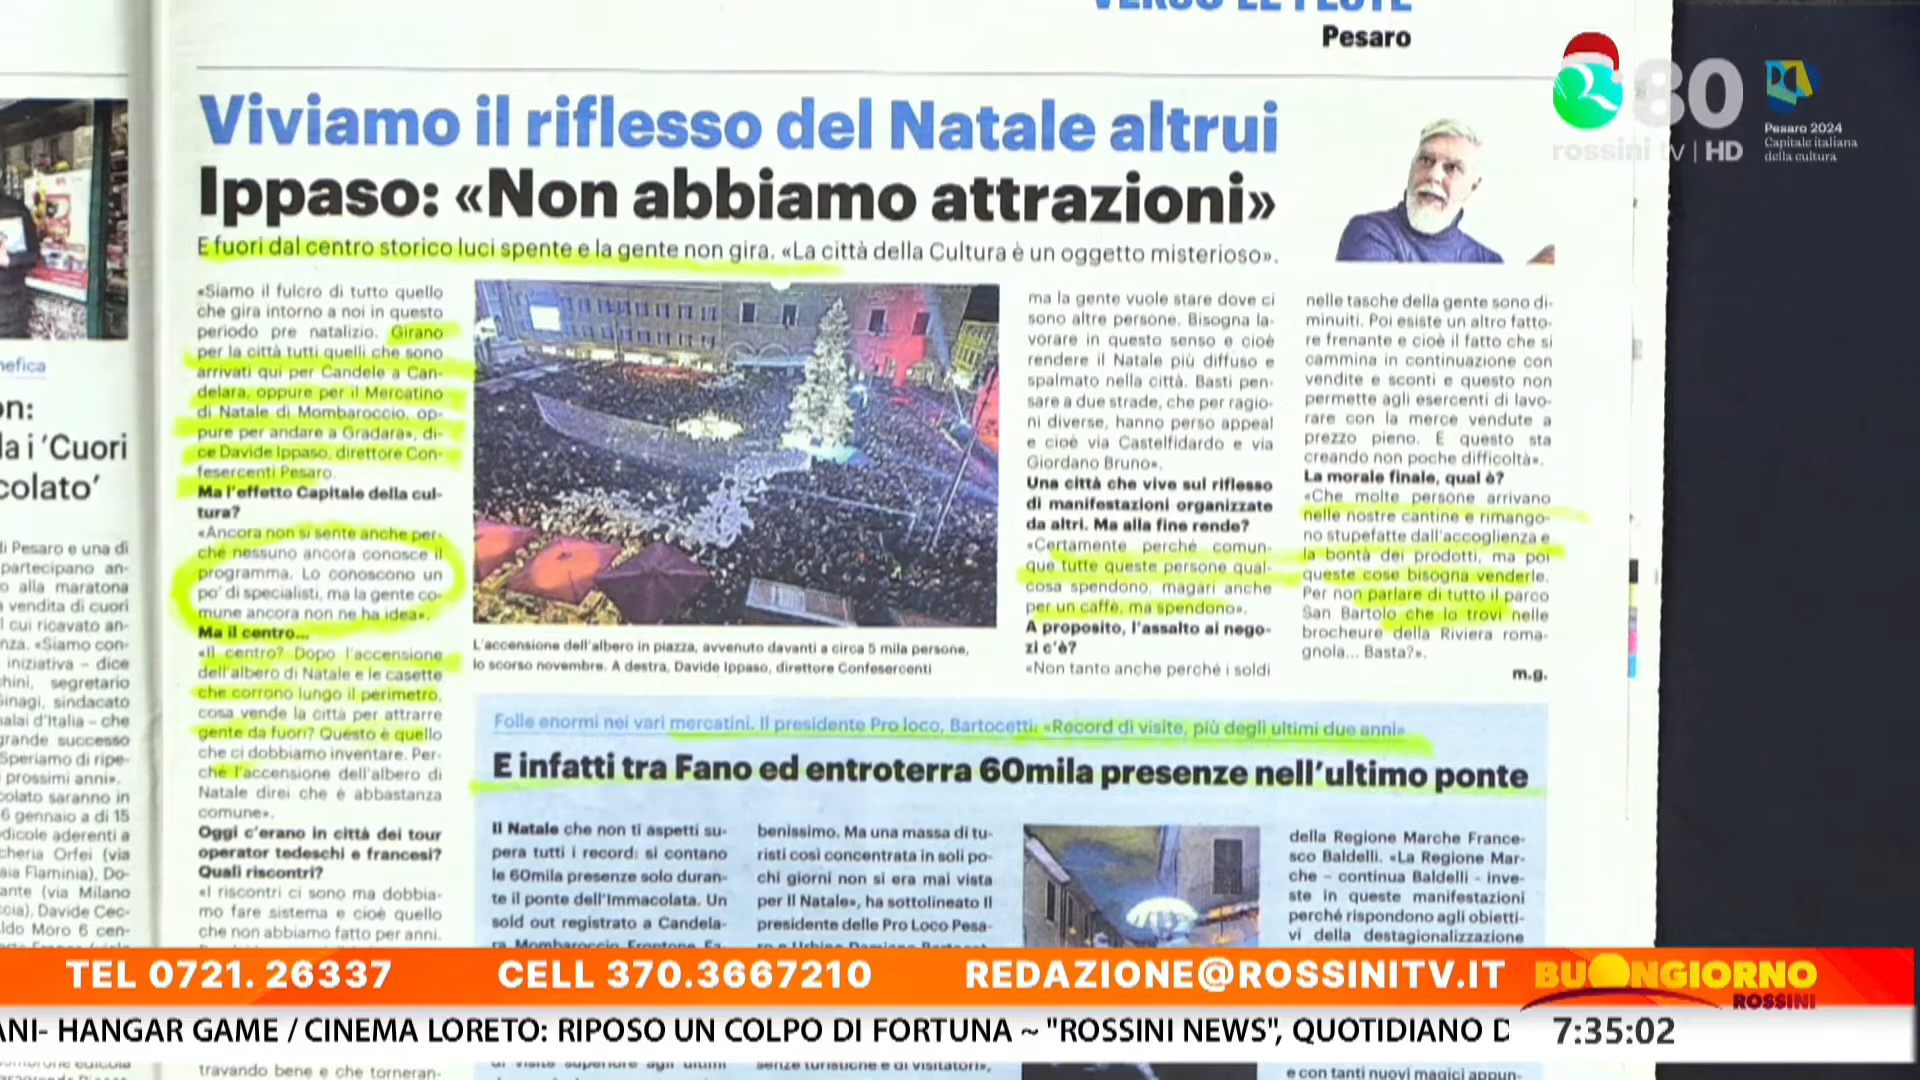 Pesaro
Viviamo il riflesso del Natale altrui
Ippaso: «Non abbiamo attrazioni»
E fuori dal centro storico luci spente e la gente non gira. «La città della Cultura è un oggetto misterioso».
«Siamo il fulcro di tutto quello
che gira intorno a noi in questo
periodo pre natalizio. Girano
per la città tutti quelli che sono
arrivati qui per Candele a Can-
delara, oppure per il Mercatino
di Natale di Mombaroccio, op-
pure per andare a Gradara», di-
ce Davide Ippaso, direttore Con-
fesercenti Pesaro.
Ma l'effetto Capitale della cul-
tura?
«Ancora non si sente anche per-
ché nessuno ancora conosce il
programma. Lo conoscono un
po' di specialisti, ma la gente co-
mune ancora non ne ha idea».
Ma il centro...
«Il centro? Dopo l'accensione
dell'albero di Natale e le casette
che corrono lungo il perimetro,
cosa vende la città per attrarre
gente da fuori? Questo è quello
che ci dobbiamo inventare. Per-
ché l'accensione dell'albero di
Natale direi che è abbastanza
comune».
Oggi c'erano in città dei tour
operator tedeschi e francesi?
Quali riscontri?
«I riscontri ci sono ma dobbia-
mo fare sistema e cioè quello
che non abbiamo fatto per anni.
travando bene e che torneran-
L'accensione dell'albero in piazza, avvenuto davanti a circa 5 mila persone,
lo scorso novembre. A destra, Davide Ippaso, direttore Confesercenti
ma la gente vuole stare dove ci
sono altre persone. Bisogna la-
vorare in questo senso e cioè
rendere il Natale più diffuso e
spalmato nella città. Basti pen-
sare a due strade, che per ragio-
ni diverse, hanno perso appeal
e cioè via Castelfidardo e via
Giordano Bruno».
Una città che vive sul riflesso
di manifestazioni organizzate
da altri. Ma alla fine rende?
«Certamente perché comun-
que tutte queste persone qual-
cosa spendono, magari anche
per un caffè, ma spendono».
A proposito, l'assalto ai nego-
zi c'è?
«Non tanto anche perché i soldi
nelle tasche della gente sono di-
minuiti. Poi esiste un altro fatto-
re frenante e cioè il fatto che si
cammina in continuazione con
vendite e sconti e questo non
permette agli esercenti di lavo-
rare con la merce vendute a
prezzo pieno. E questo sta
creando non poche difficoltà».
La morale finale, qual è?
«Che molte persone arrivano
nelle nostre cantine e rimango-
no stupefatte dall'accoglienza e
la bontà dei prodotti, ma poi
queste cose bisogna venderle.
Per non parlare di tutto il parco
San Bartolo che lo trovi nelle
brocheure della Riviera roma-
gnola... Basta?».
m.g.
Folle enormi nei vari mercatini. Il presidente Pro loco, Bartocetti: «Record di visite, più degli ultimi due anni»
E infatti tra Fano ed entroterra 60mila presenze nell'ultimo ponte
Il Natale che non ti aspetti su-
pera tutti i record: si contano
le 60mila presenze solo duran-
te il ponte dell'Immacolata. Un
sold out registrato a Candela-
benissimo. Ma una massa di tu-
risti così concentrata in soli po-
chi giorni non si era mai vista
per il Natale», ha sottolineato il
presidente delle Pro Loco Pesa-
della Regione Marche France-
sco Baldelli. «La Regione Mar-
che – continua Baldelli - inve-
ste in queste manifestazioni
perché rispondono agli obietti-
vi della destagionalizzazione
e con tanti nuovi magici appun-
80
rossini tv | HD
Pesaro 2024
Capitale italiana
della cultura
TEL 0721.26337 CELL 370.3667210 REDAZIONE@ROSSINITV.IT
BUONGIORNO
ROSSINI
ANI- HANGAR GAME / CINEMA LORETO: RIPOSO UN COLPO DI FORTUNA ~ "ROSSINI NEWS", QUOTIDIANO D
7:35:02